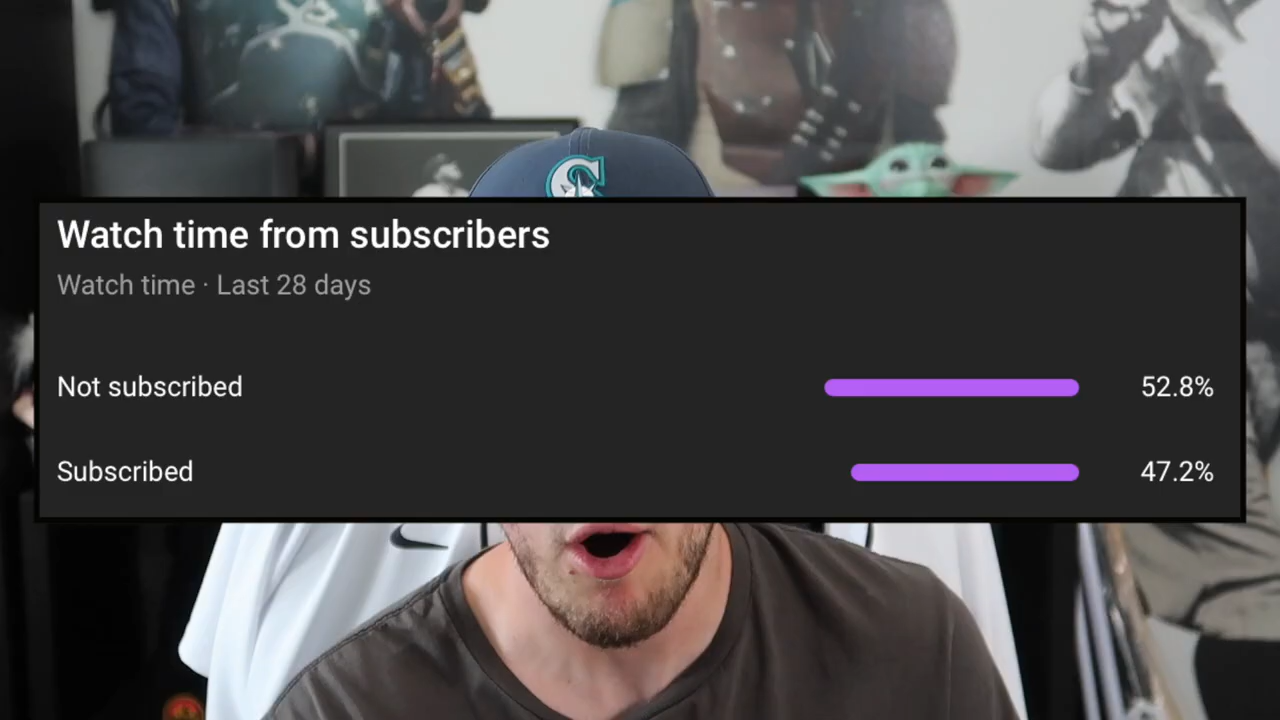 S
Watch time from subscribers
Watch time · Last 28 days
Not subscribed 52.8%
Subscribed 47.2%